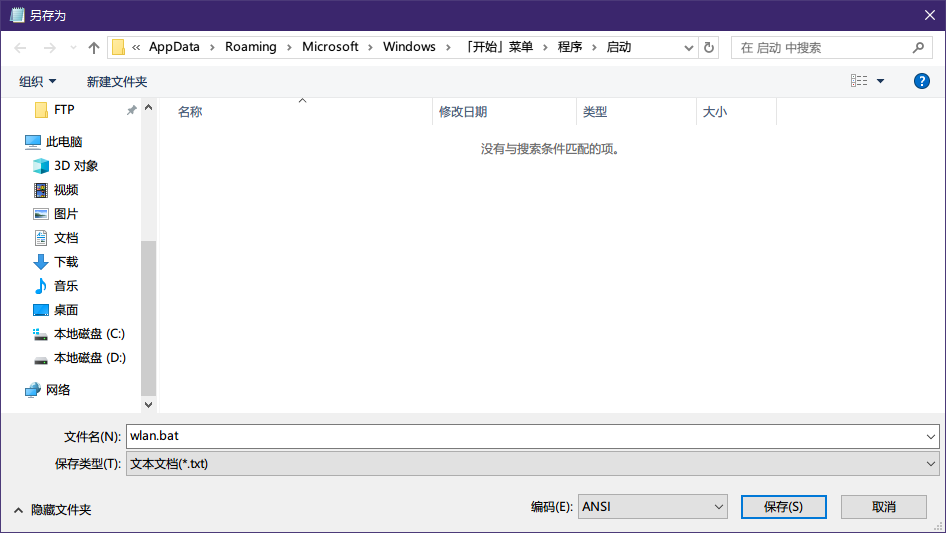 另存为
« AppData › Roaming › Microsoft › Windows › 「开始」菜单 › 程序 › 启动
在 启动 中搜索
组织
新建文件夹
?
名称
修改日期
类型
大小
FTP
没有与搜索条件匹配的项。
此电脑
3D 对象
视频
图片
文档
下载
音乐
桌面
本地磁盘 (C:)
本地磁盘 (D:)
网络
文件名(N): wlan.bat
保存类型(T): 文本文档(*.txt)
隐藏文件夹
编码(E): ANSI
保存(S)
取消